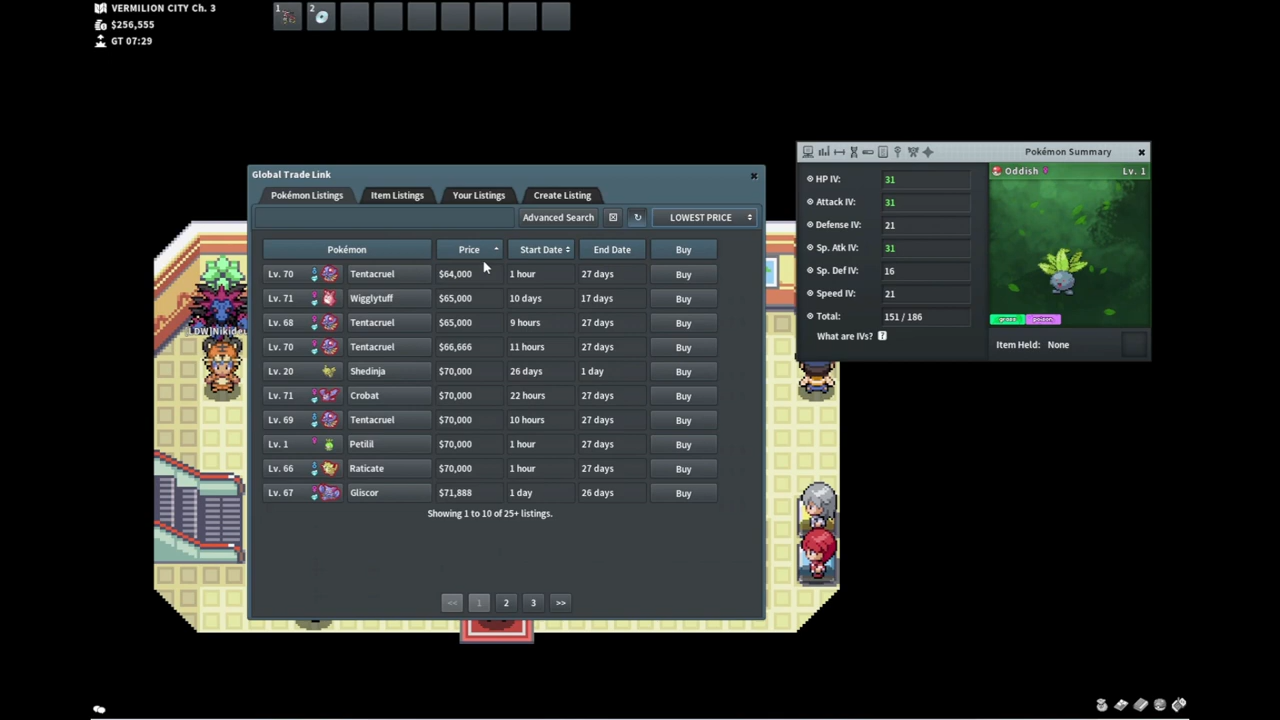 VERMILION CITY Ch. 3
$256,555
GT 07:29
1 2
Global Trade Link
Pokémon Listings Item Listings Your Listings Create Listing
Advanced Search LOWEST PRICE
Pokémon Price Start Date End Date Buy
Lv. 70 Tentacruel $64,000 1 hour 27 days Buy
Lv. 71 Wigglytuff $65,000 10 days 17 days Buy
Lv. 68 Tentacruel $65,000 9 hours 27 days Buy
Lv. 70 Tentacruel $66,666 11 hours 27 days Buy
Lv. 20 Shedinja $70,000 26 days 1 day Buy
Lv. 71 Crobat $70,000 22 hours 27 days Buy
Lv. 69 Tentacruel $70,000 10 hours 27 days Buy
Lv. 1 Petilil $70,000 1 hour 27 days Buy
Lv. 66 Raticate $70,000 1 hour 27 days Buy
Lv. 67 Gliscor $71,888 1 day 26 days Buy
Showing 1 to 10 of 25+ listings.
<< 1 2 3 >>
Pokémon Summary
HP IV: 31
Attack IV: 31
Defense IV: 21
Sp. Atk IV: 31
Sp. Def IV: 16
Speed IV: 21
Total: 151 / 186
What are IVs? ?
Oddish Lv. 1
grass poison
Item Held: None